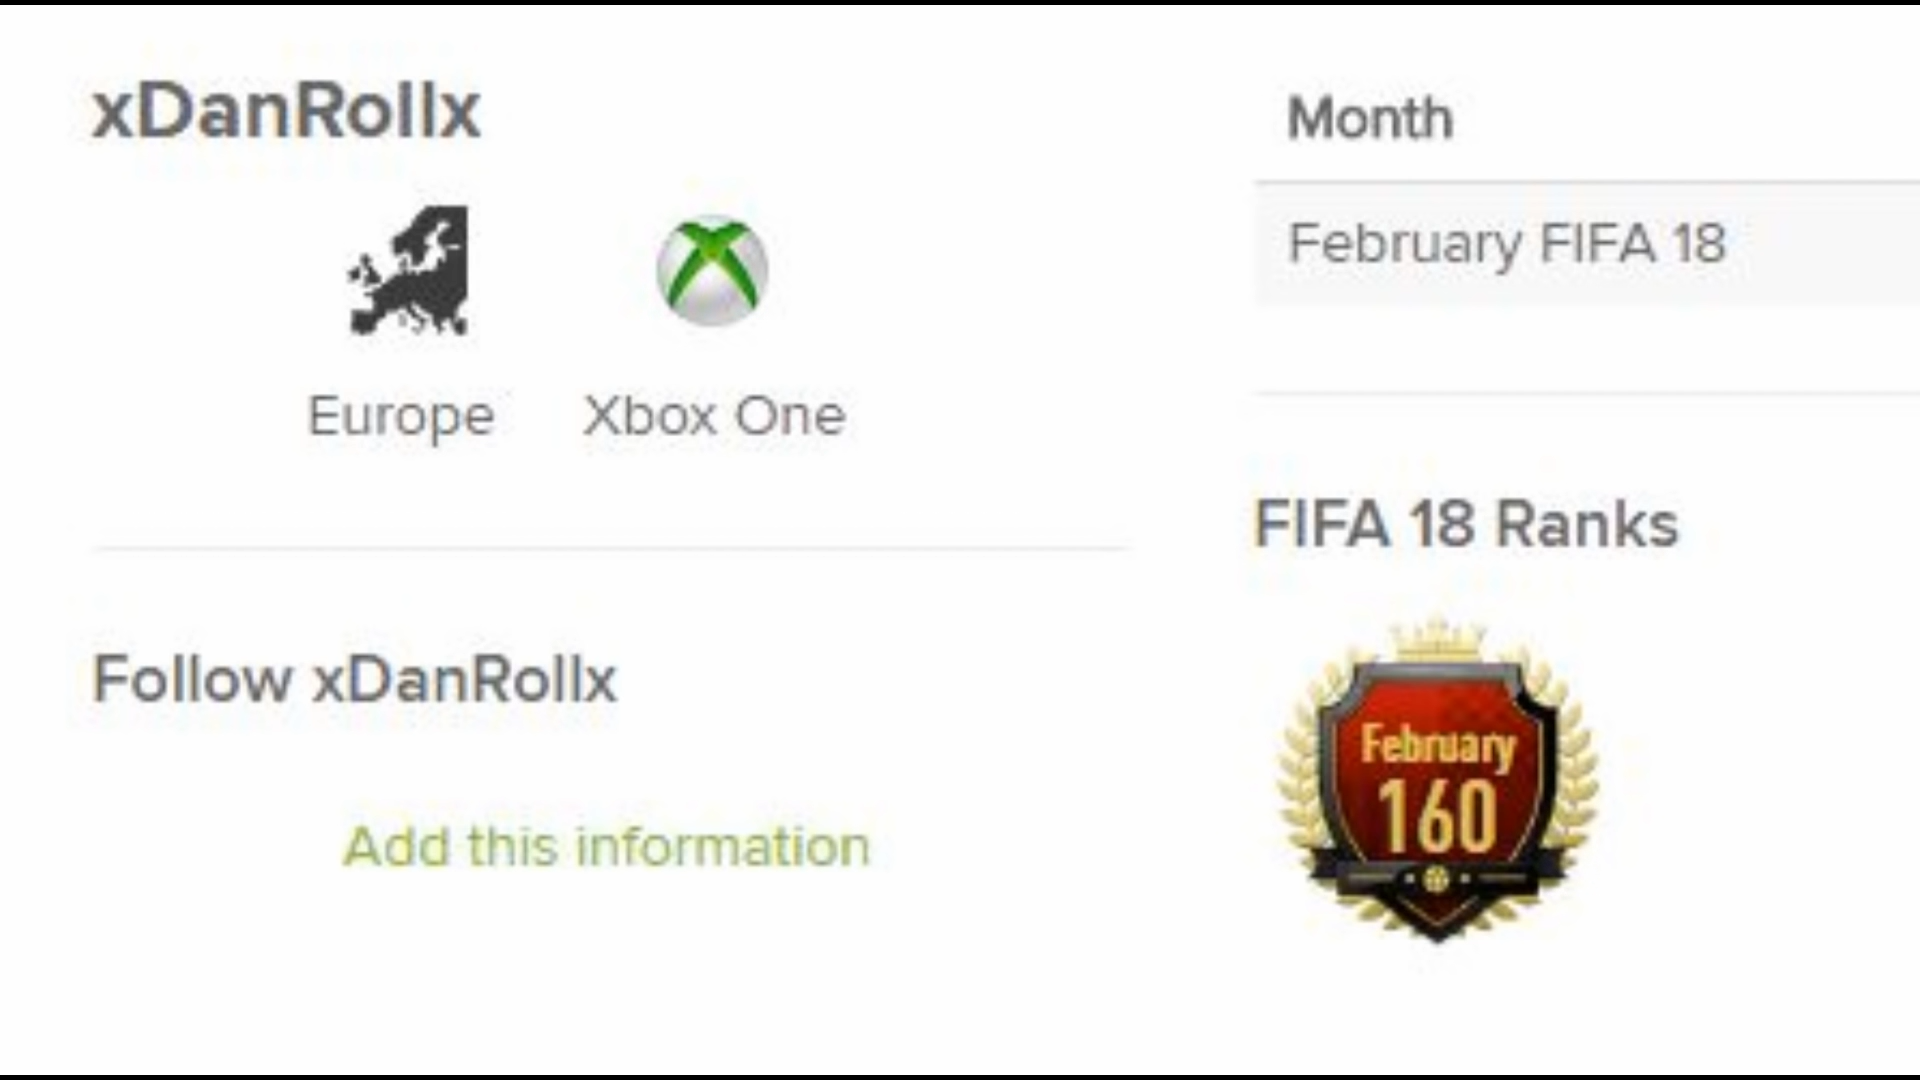 xDanRollx
Europe
Xbox One
Follow xDanRollx
Add this information
Month
February FIFA 18
FIFA 18 Ranks
February
160